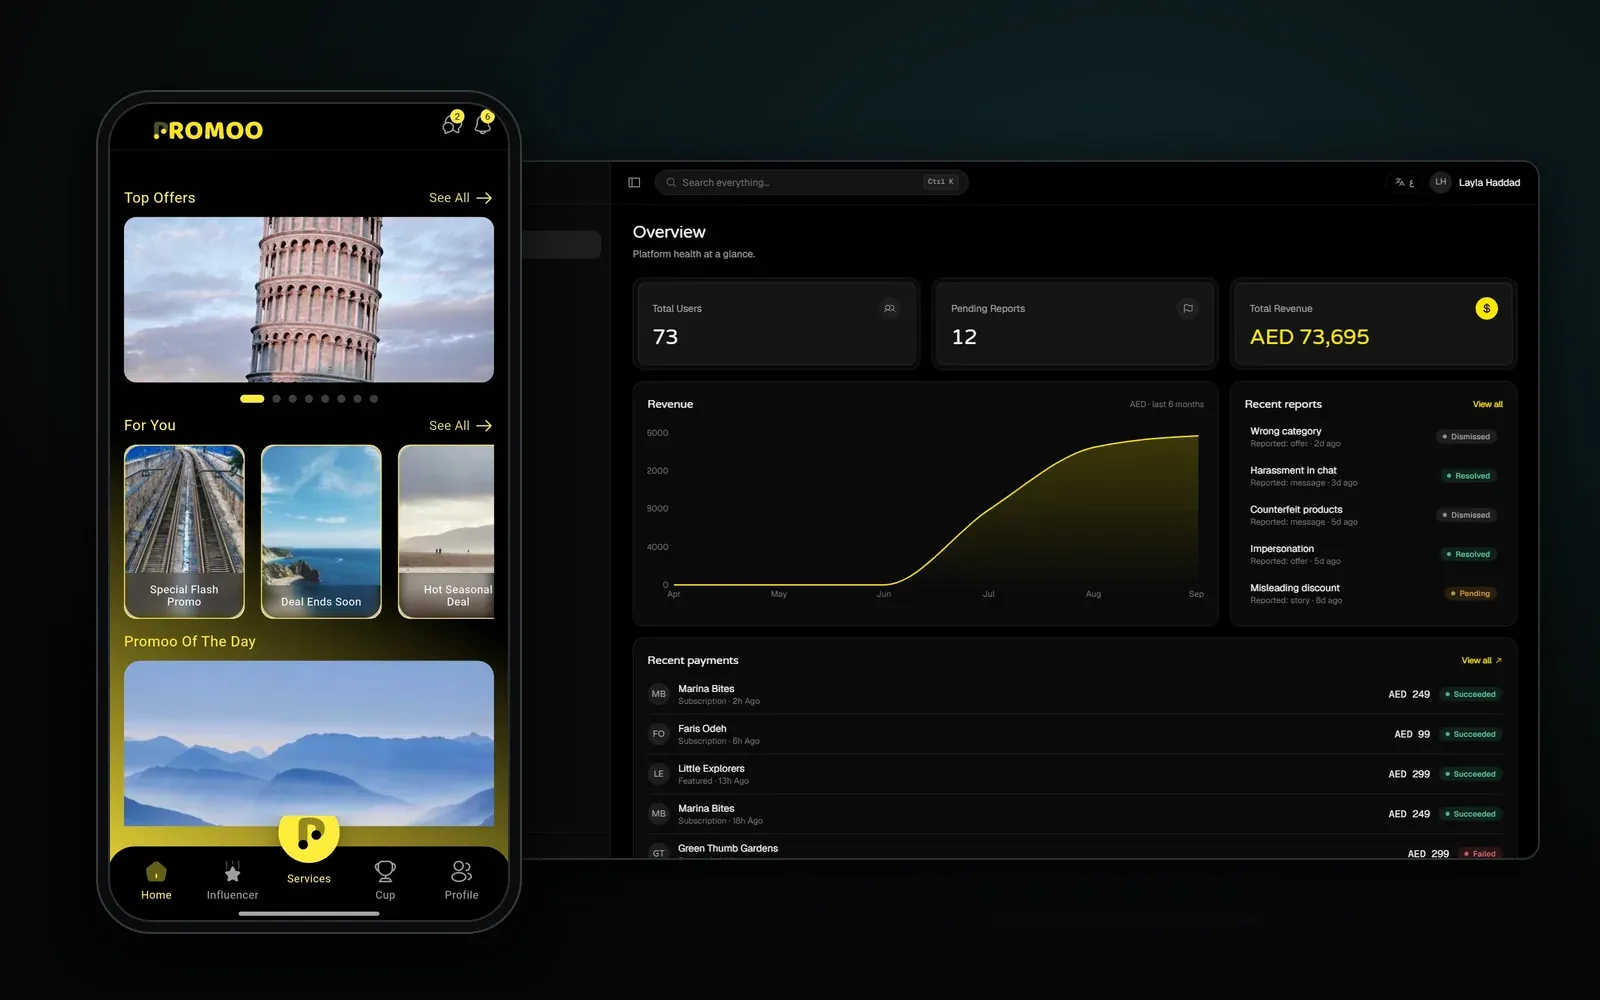 PROMOO
2
6
Top Offers
See All
For You
See All
Special Flash
Promo
Deal Ends Soon
Hot Seasonal
Deal
Promoo Of The Day
Home
Influencer
Services
Cup
Profile
Search everything...
Ctrl K
ع
LH
Layla Haddad
Overview
Platform health at a glance.
Total Users
73
Pending Reports
12
Total Revenue
$
AED 73,695
Revenue
AED · last 6 months
6000
2000
8000
4000
0
Apr
May
Jun
Jul
Aug
Sep
Recent reports
View all
Wrong category
Reported: offer · 2d ago
Dismissed
Harassment in chat
Reported: message · 3d ago
Resolved
Counterfeit products
Reported: message · 5d ago
Dismissed
Impersonation
Reported: offer · 5d ago
Resolved
Misleading discount
Reported: story · 8d ago
Pending
Recent payments
View all
MB
Marina Bites
Subscription · 2h Ago
AED 249
Succeeded
FO
Faris Odeh
Subscription · 6h Ago
AED 99
Succeeded
LE
Little Explorers
Featured · 13h Ago
AED 299
Succeeded
MB
Marina Bites
Subscription · 18h Ago
AED 249
Succeeded
GT
Green Thumb Gardens
AED 299
Failed